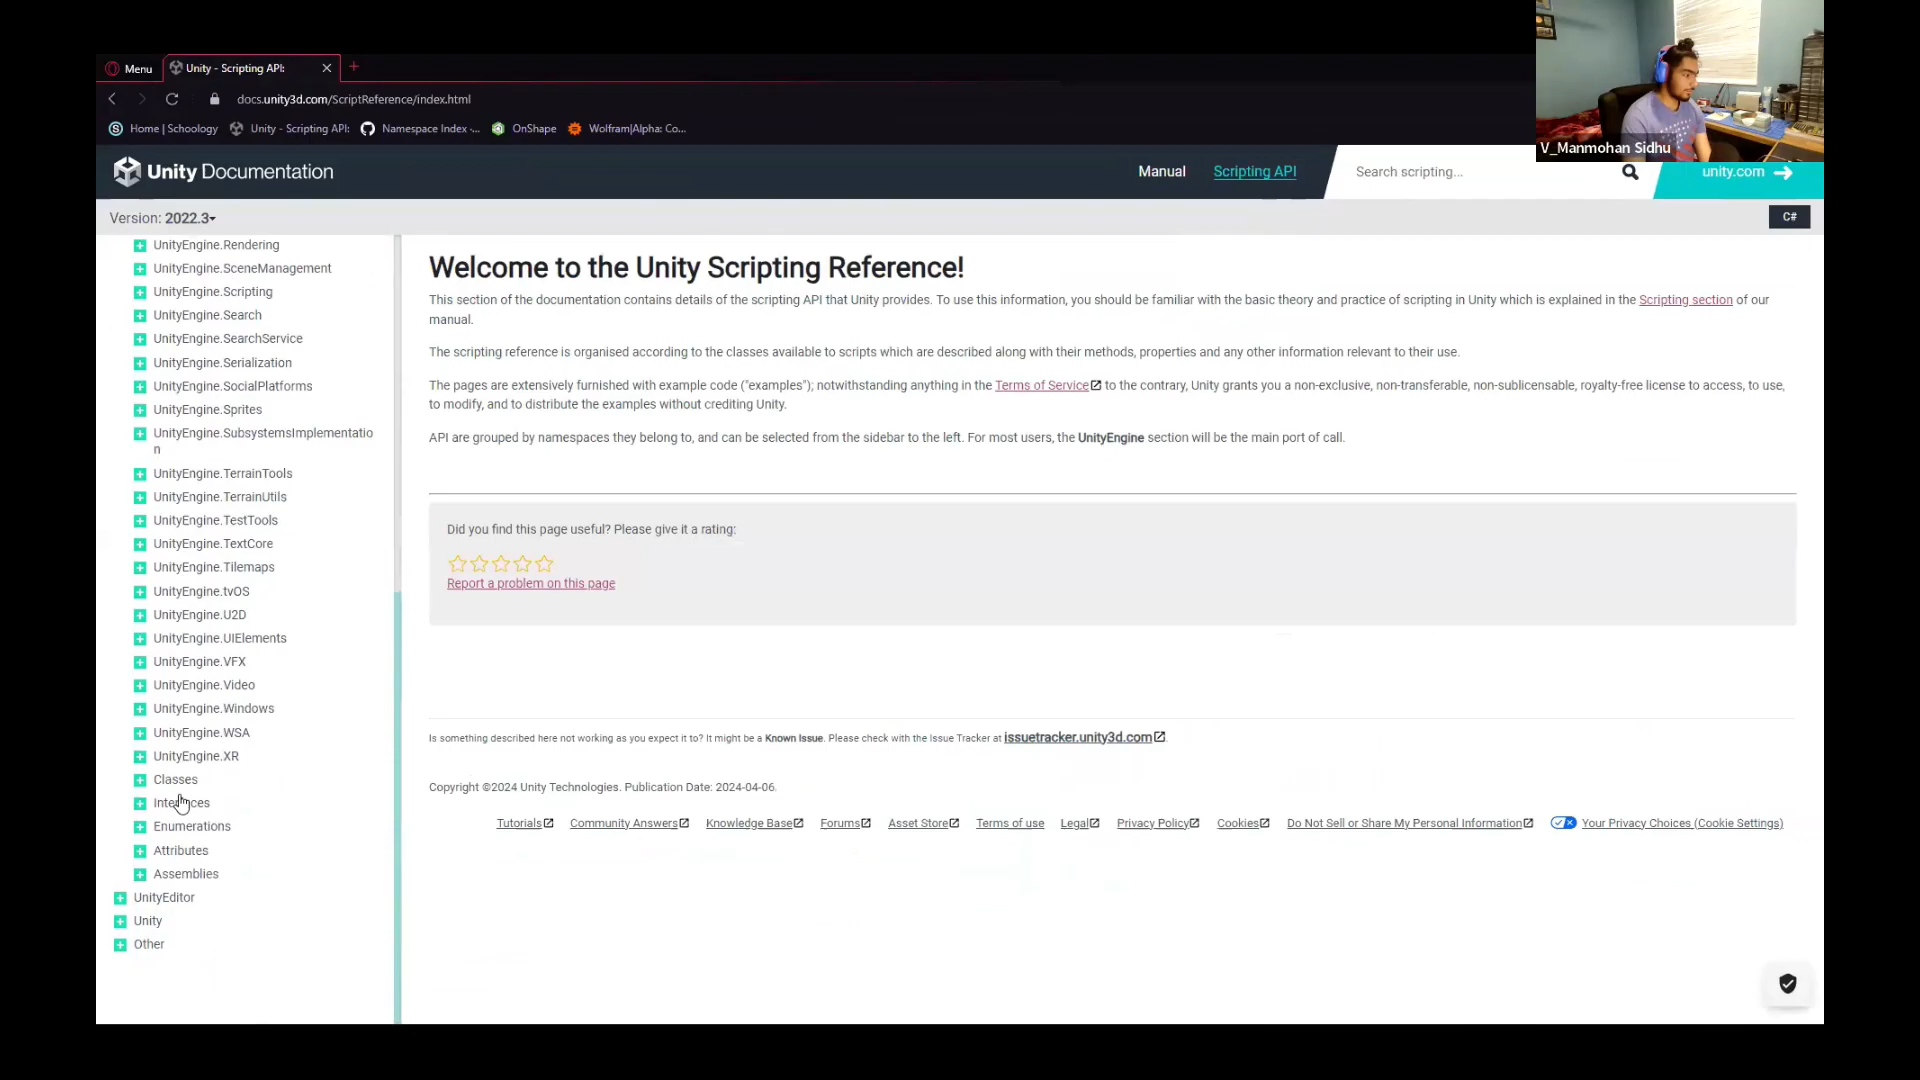 Menu
Unity - Scripting API:
docs.unity3d.com/ScriptReference/index.html
Home | Schoology
Unity - Scripting API:
Namespace Index -...
OnShape
Wolfram|Alpha: Co...
V_Manmohan Sidhu
Unity Documentation
Manual
Scripting API
Search scripting...
unity.com
Version: 2022.3
C#
UnityEngine.Rendering
UnityEngine.SceneManagement
UnityEngine.Scripting
UnityEngine.Search
UnityEngine.SearchService
UnityEngine.Serialization
UnityEngine.SocialPlatforms
UnityEngine.Sprites
UnityEngine.SubsystemsImplementatio
n
UnityEngine.TerrainTools
UnityEngine.TerrainUtils
UnityEngine.TestTools
UnityEngine.TextCore
UnityEngine.Tilemaps
UnityEngine.tvOS
UnityEngine.U2D
UnityEngine.UIElements
UnityEngine.VFX
UnityEngine.Video
UnityEngine.Windows
UnityEngine.WSA
UnityEngine.XR
Classes
Interfaces
Enumerations
Attributes
Assemblies
UnityEditor
Unity
Other
Welcome to the Unity Scripting Reference!
This section of the documentation contains details of the scripting API that Unity provides. To use this information, you should be familiar with the basic theory and practice of scripting in Unity which is explained in the Scripting section of our
manual.
The scripting reference is organised according to the classes available to scripts which are described along with their methods, properties and any other information relevant to their use.
The pages are extensively furnished with example code ("examples"); notwithstanding anything in the Terms of Service to the contrary, Unity grants you a non-exclusive, non-transferable, non-sublicensable, royalty-free license to access, to use,
to modify, and to distribute the examples without crediting Unity.
API are grouped by namespaces they belong to, and can be selected from the sidebar to the left. For most users, the UnityEngine section will be the main port of call.
Did you find this page useful? Please give it a rating:
Report a problem on this page
Is something described here not working as you expect it to? It might be a Known Issue. Please check with the Issue Tracker at issuetracker.unity3d.com.
Copyright ©2024 Unity Technologies. Publication Date: 2024-04-06.
Tutorials Community Answers Knowledge Base Forums Asset Store Terms of use Legal Privacy Policy Cookies Do Not Sell or Share My Personal Information Your Privacy Choices (Cookie Settings)